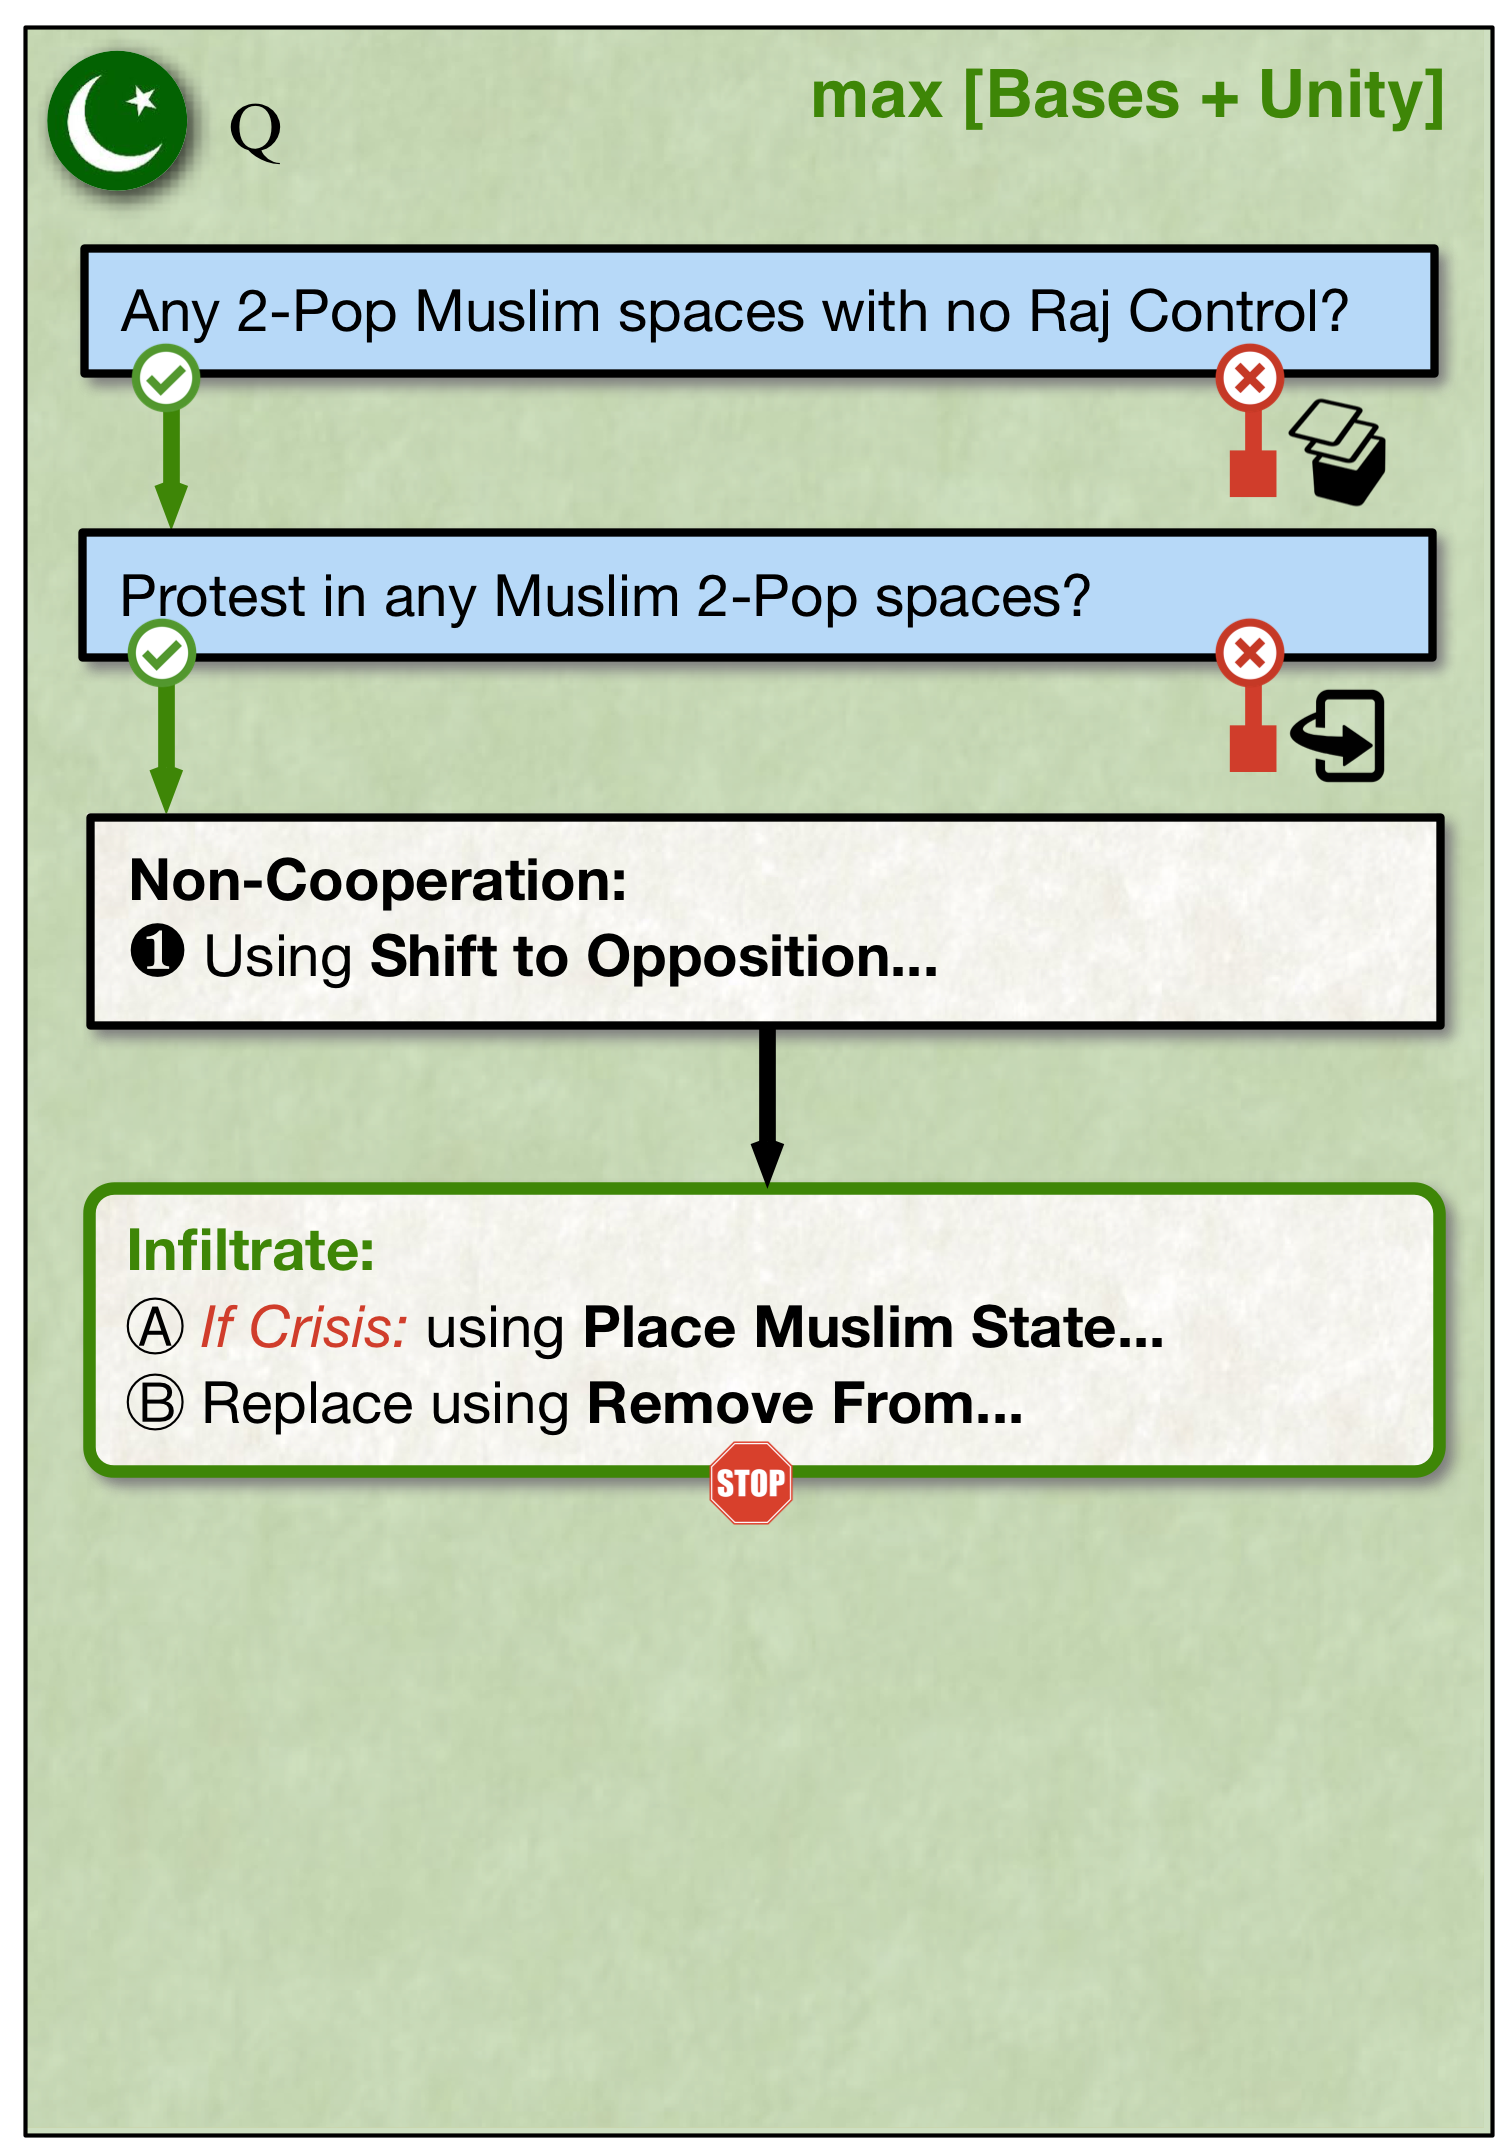 Q
max [Bases + Unity]
Any 2-Pop Muslim spaces with no Raj Control?
Protest in any Muslim 2-Pop spaces?
Non-Cooperation:
❶ Using Shift to Opposition...
Infiltrate:
Ⓐ If Crisis: using Place Muslim State...
Ⓑ Replace using Remove From...
STOP